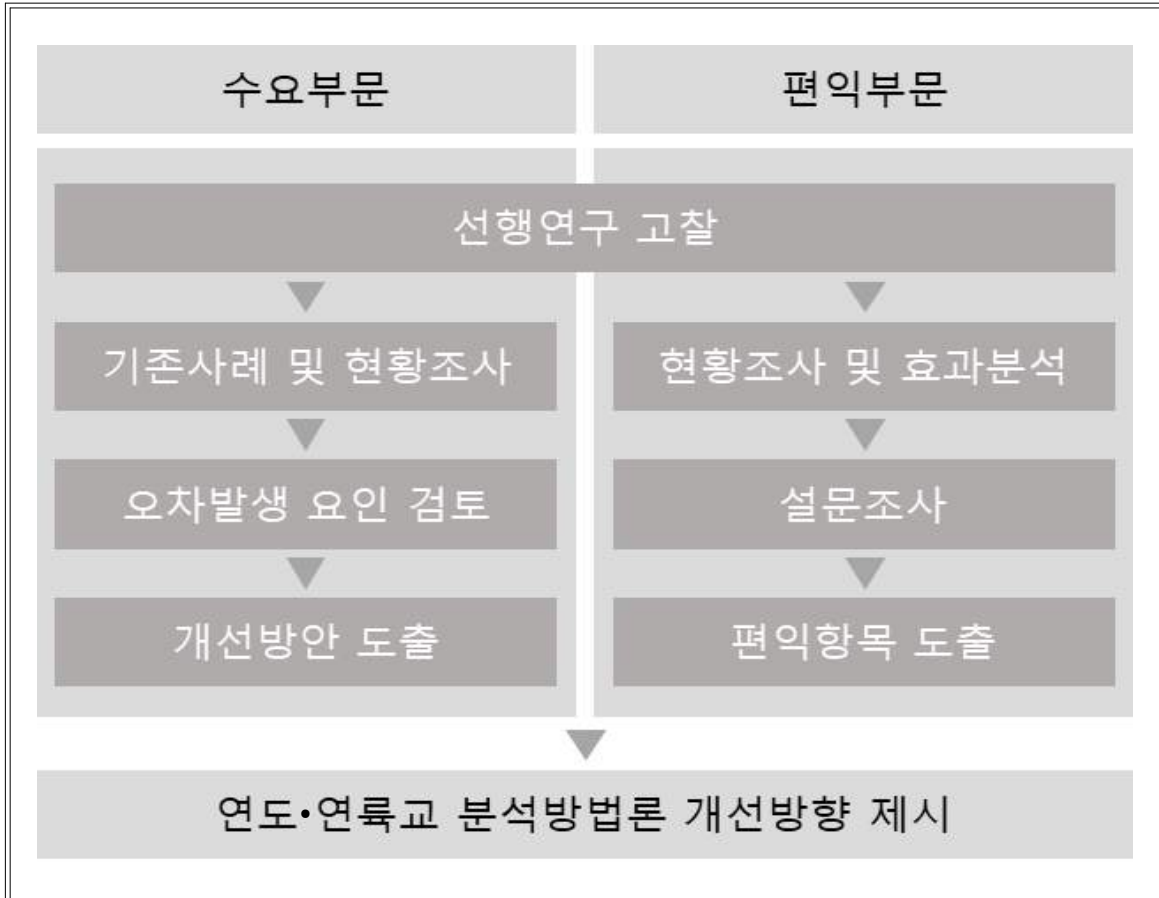 수요부문
편익부문
선행연구 고찰
기존사례 및 현황조사
현황조사 및 효과분석
오차발생 요인 검토
설문조사
개선방안 도출
편익항목 도출
연도·연륙교 분석방법론 개선방향 제시